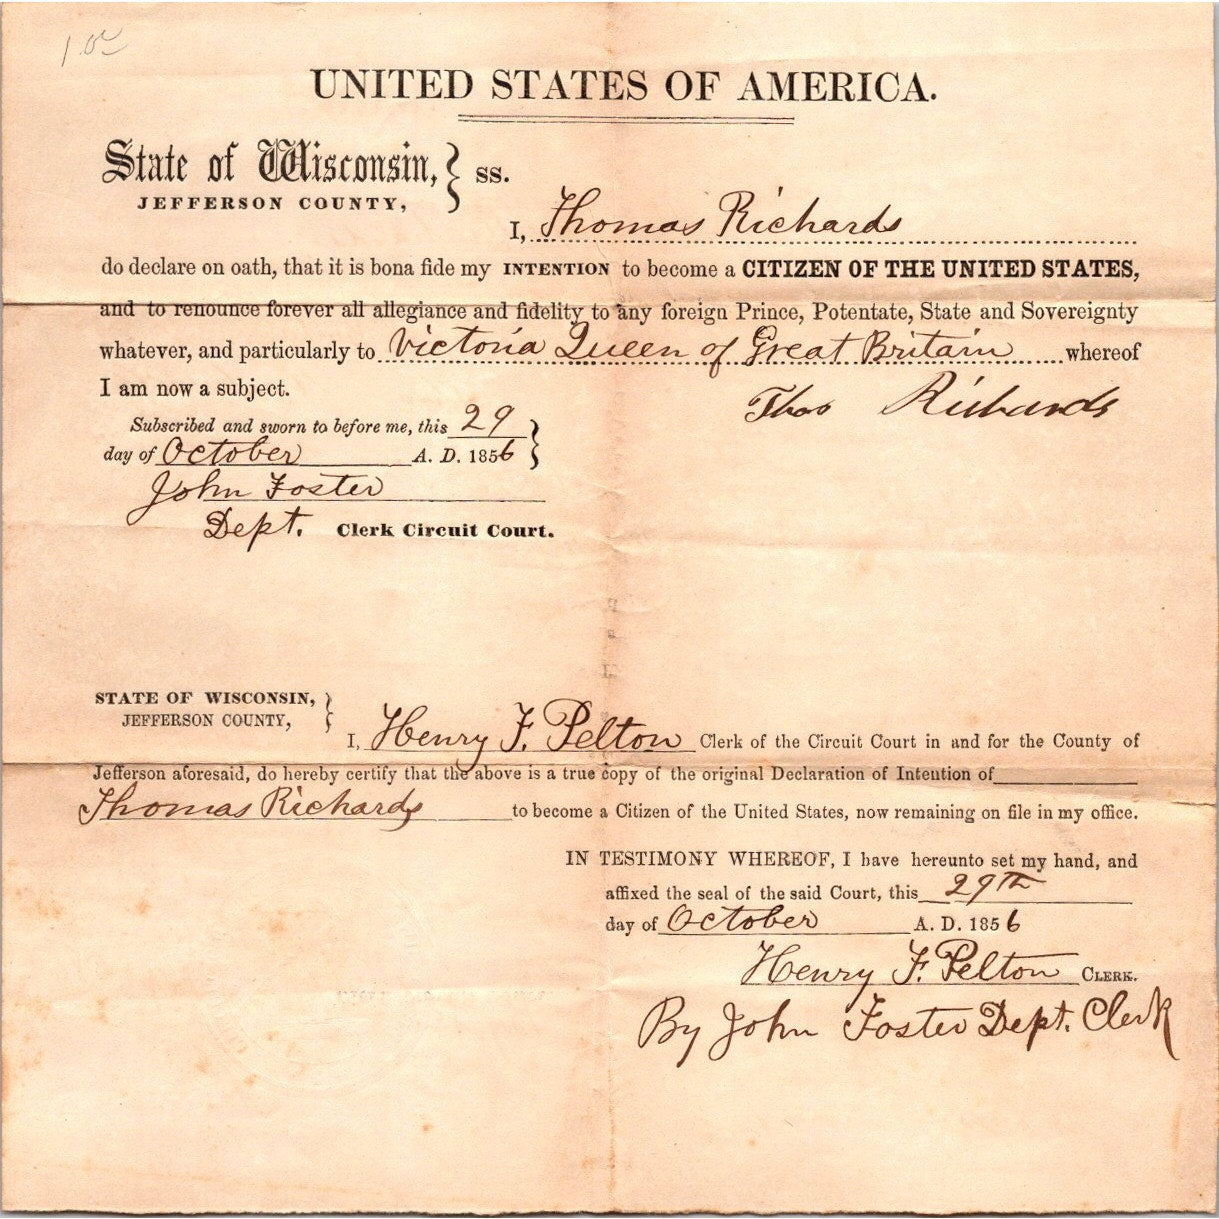 1.00
UNITED STATES OF AMERICA.
State of Wisconsin, } ss.
JEFFERSON COUNTY,
I, Thomas Richards
do declare on oath, that it is bona fide my INTENTION to become a CITIZEN OF THE UNITED STATES,
and to renounce forever all allegiance and fidelity to any foreign Prince, Potentate, State and Sovereignty
whatever, and particularly to Victoria Queen of Great Britain whereof
I am now a subject.
Thos Richards
Subscribed and sworn to before me, this 29
day of October A. D. 1856 }
John Foster
Dept. Clerk Circuit Court.
STATE OF WISCONSIN, }
JEFFERSON COUNTY,
I, Henry F. Pelton Clerk of the Circuit Court in and for the County of
Jefferson aforesaid, do hereby certify that the above is a true copy of the original Declaration of Intention of
Thomas Richards to become a Citizen of the United States, now remaining on file in my office.
IN TESTIMONY WHEREOF, I have hereunto set my hand, and
affixed the seal of the said Court, this 29th
day of October A. D. 1856
Henry F. Pelton CLERK.
By John Foster Dept. Clerk